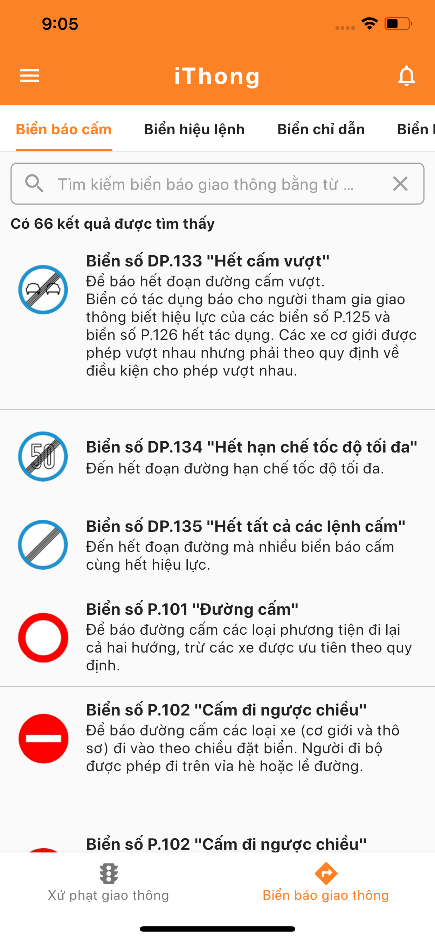 9:05
iThong
Biển báo cấm
Biển hiệu lệnh
Biển chỉ dẫn
Biển
Tìm kiếm biển báo giao thông bằng từ ...
Có 66 kết quả được tìm thấy
Biển số DP.133 "Hết cấm vượt"
Để báo hết đoạn đường cấm vượt.
Biển có tác dụng báo cho người tham gia giao
thông biết hiệu lực của các biển số P.125 và
biển số P.126 hết tác dụng. Các xe cơ giới được
phép vượt nhau nhưng phải theo quy định về
điều kiện cho phép vượt nhau.
50
Biển số DP.134 "Hết hạn chế tốc độ tối đa"
Đến hết đoạn đường hạn chế tốc độ tối đa.
Biển số DP.135 "Hết tất cả các lệnh cấm"
Đến hết đoạn đường mà nhiều biển báo cấm
cùng hết hiệu lực.
Biển số P.101 "Đường cấm"
Để báo đường cấm các loại phương tiện đi lại
cả hai hướng, trừ các xe được ưu tiên theo quy
định.
Biển số P.102 "Cấm đi ngược chiều"
Để báo đường cấm các loại xe (cơ giới và thô
sơ) đi vào theo chiều đặt biển. Người đi bộ
được phép đi trên vỉa hè hoặc lề đường.
Biển số P.102 "Cấm đi ngược chiều"
Xử phạt giao thông
Biển báo giao thông